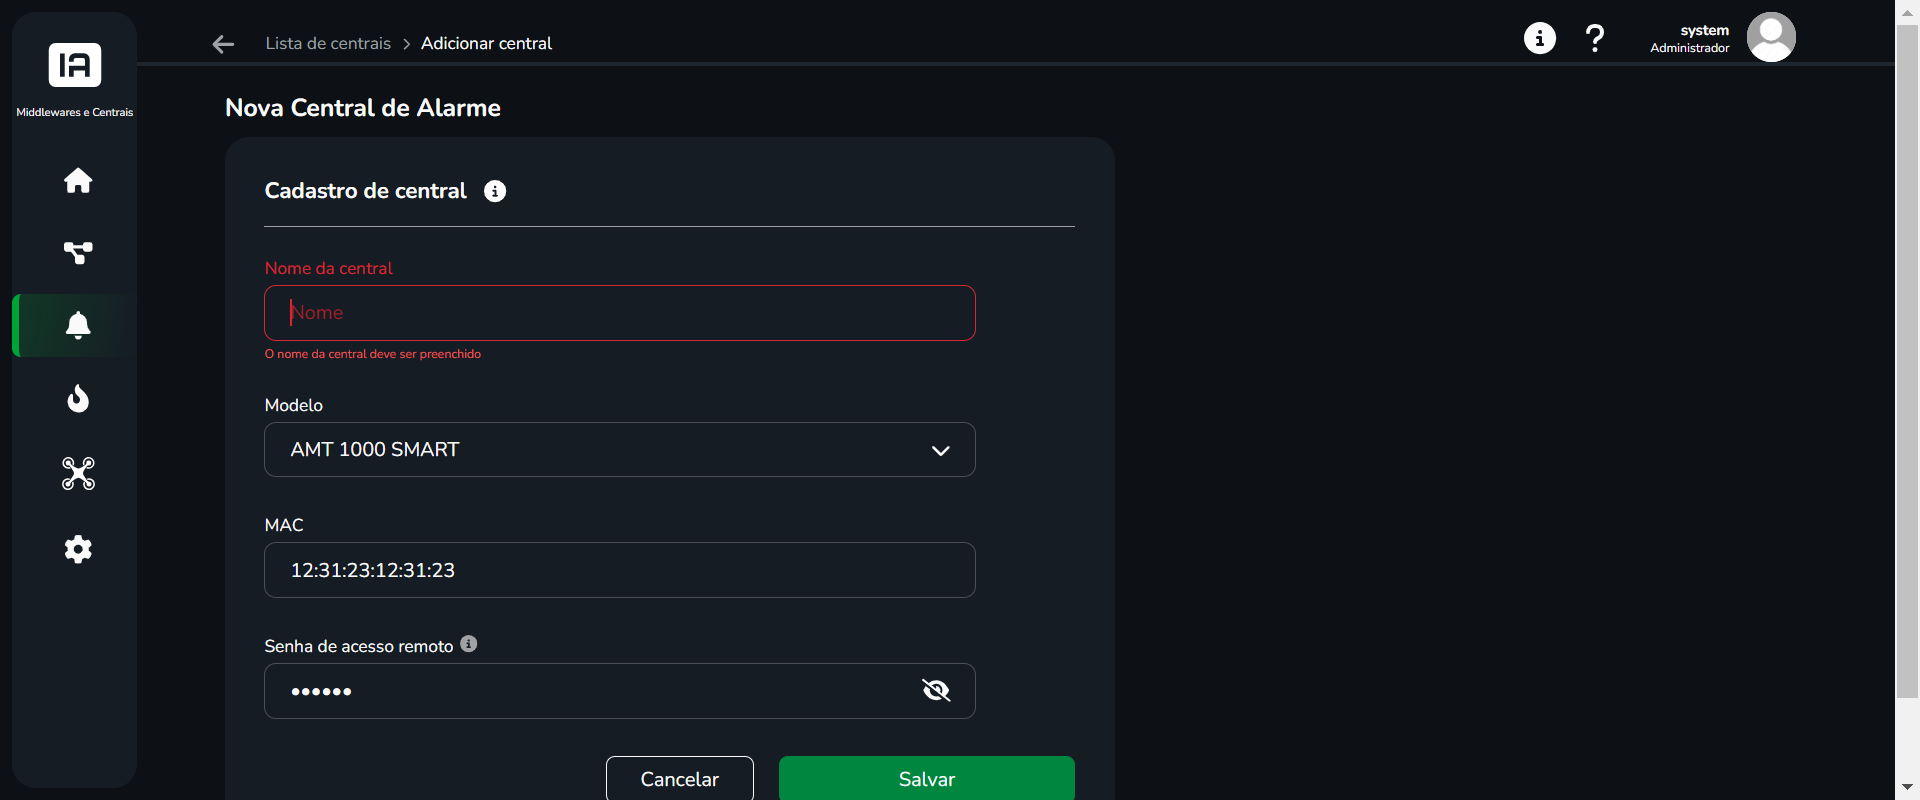 IA
Middlewares e Centrais
Lista de centrais > Adicionar central
system
Administrador
Nova Central de Alarme
Cadastro de central
Nome da central
Nome
O nome da central deve ser preenchido
Modelo
AMT 1000 SMART
MAC
12:31:23:12:31:23
Senha de acesso remoto
••••••
Cancelar
Salvar